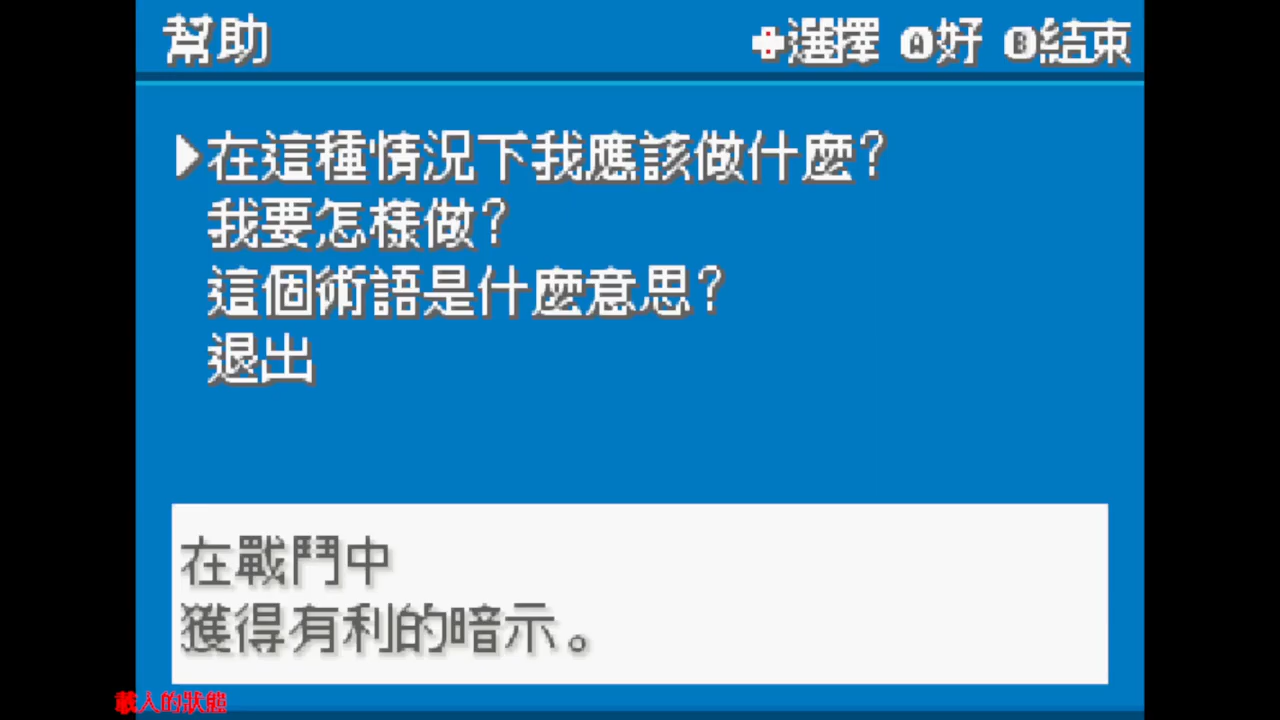 幫助 選擇 A好 B結束
在這種情況下我應該做什麼?
我要怎樣做?
這個術語是什麼意思?
退出
在戰鬥中
獲得有利的暗示。
載入的狀態